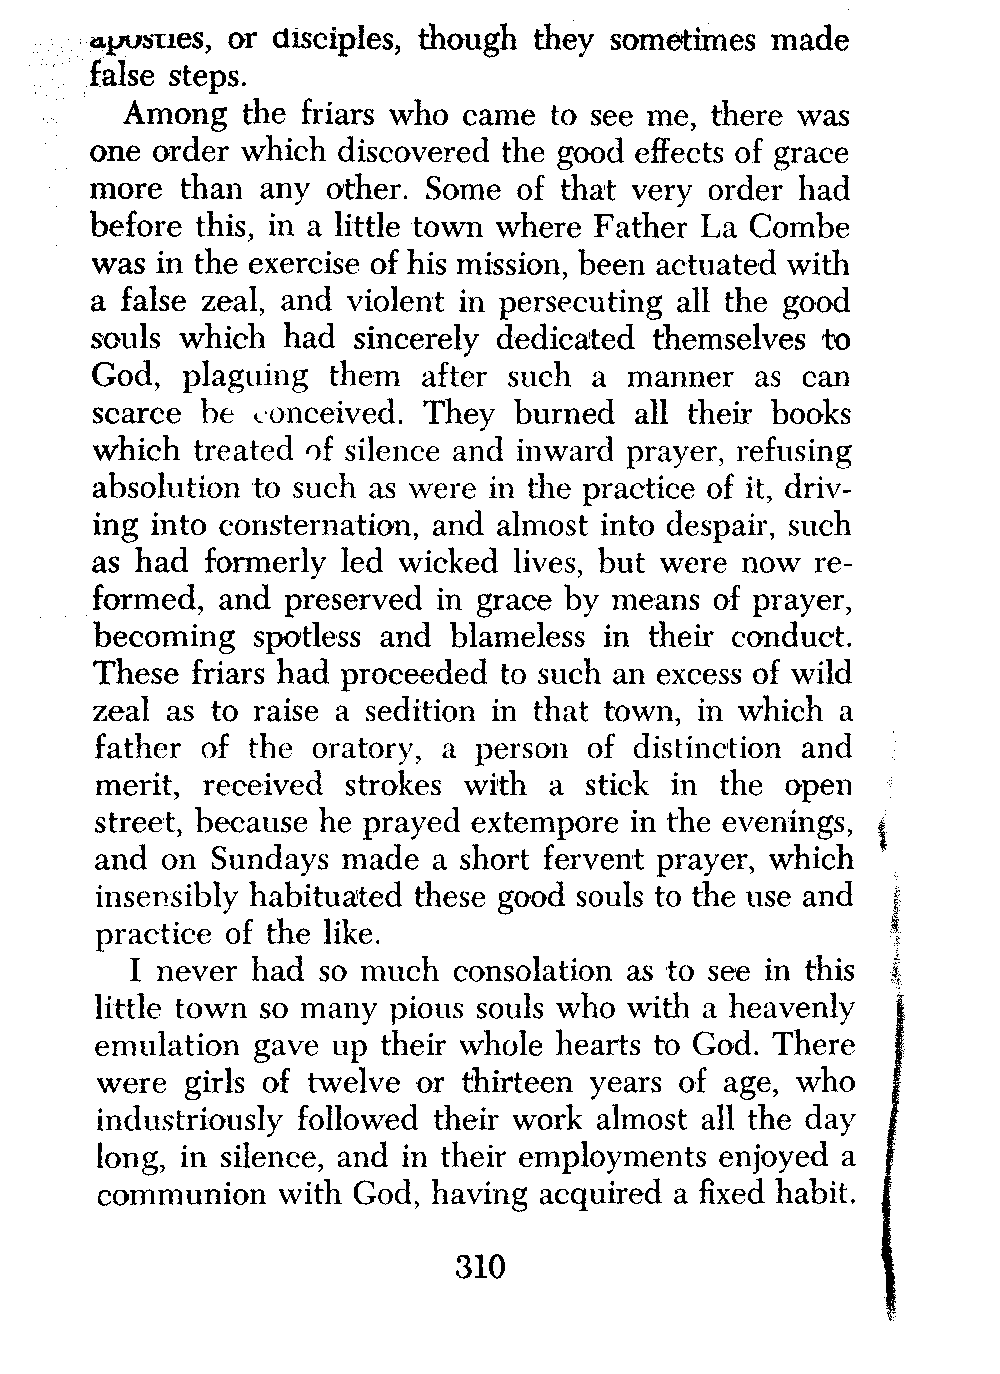 apostles, or disciples, though they sometimes made
false steps.
Among the friars who came to see me, there was
one order which discovered the good effects of grace
more than any other. Some of that very order had
before this, in a little town where Father La Combe
was in the exercise of his mission, been actuated with
a false zeal, and violent in persecuting all the good
souls which had sincerely dedicated themselves to
God, plaguing them after such a manner as can
scarce be conceived. They burned all their books
which treated of silence and inward prayer, refusing
absolution to such as were in the practice of it, driv-
ing into consternation, and almost into despair, such
as had formerly led wicked lives, but were now re-
formed, and preserved in grace by means of prayer,
becoming spotless and blameless in their conduct.
These friars had proceeded to such an excess of wild
zeal as to raise a sedition in that town, in which a
father of the oratory, a person of distinction and
merit, received strokes with a stick in the open
street, because he prayed extempore in the evenings,
and on Sundays made a short fervent prayer, which
insensibly habituated these good souls to the use and
practice of the like.
I never had so much consolation as to see in this
little town so many pious souls who with a heavenly
emulation gave up their whole hearts to God. There
were girls of twelve or thirteen years of age, who
industriously followed their work almost all the day
long, in silence, and in their employments enjoyed a
communion with God, having acquired a fixed habit.
310